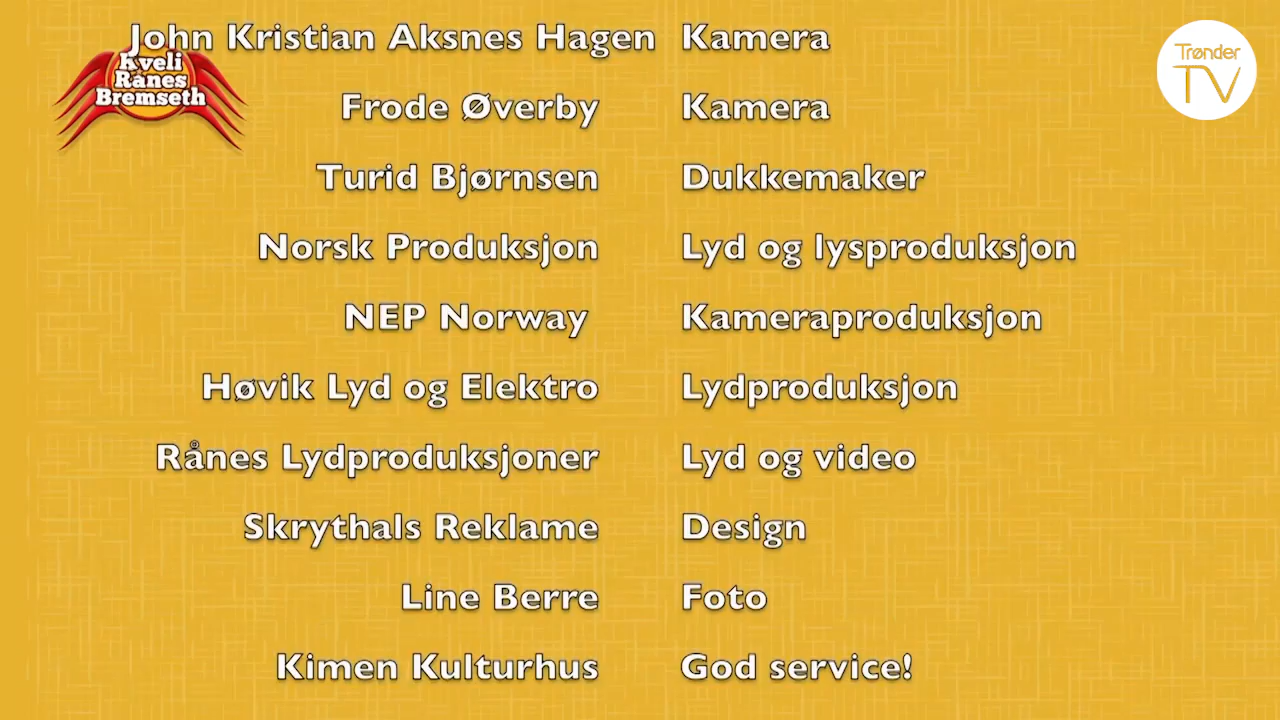 John Kristian Aksnes Hagen Kamera
Kveli
Rånes
Bremseth
Trønder
TV
Frode Øverby Kamera
Turid Bjørnsen Dukkemaker
Norsk Produksjon Lyd og lysproduksjon
NEP Norway Kameraproduksjon
Høvik Lyd og Elektro Lydproduksjon
Rånes Lydproduksjoner Lyd og video
Skrythals Reklame Design
Line Berre Foto
Kimen Kulturhus God service!